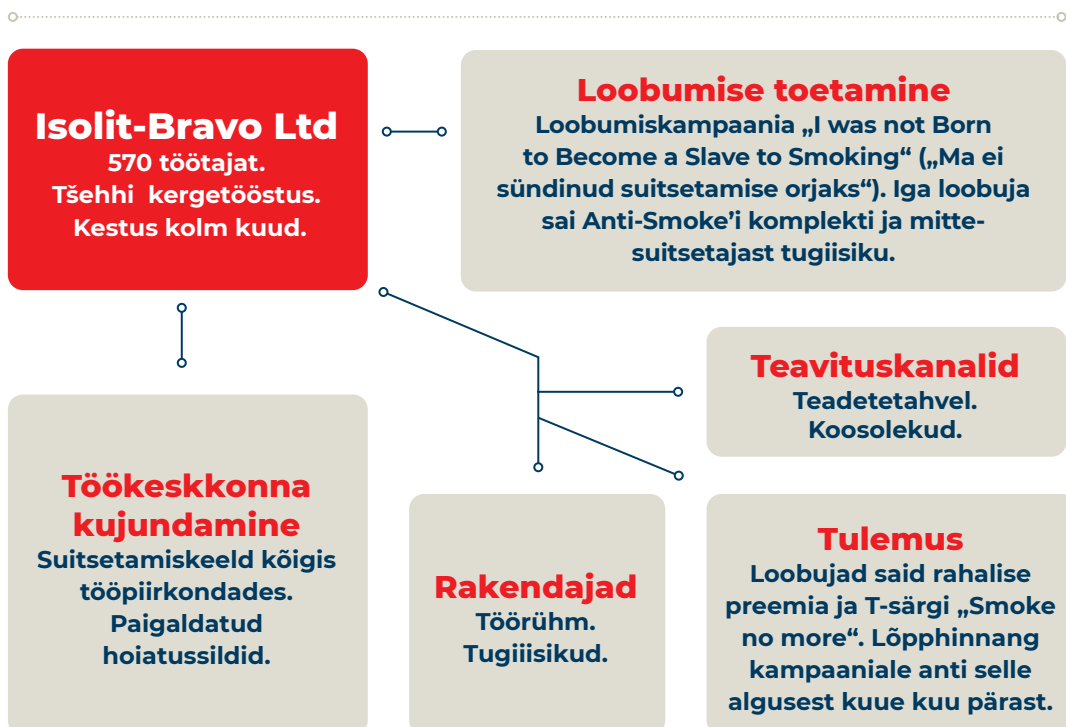 Isolit-Bravo Ltd
570 töötajat.
Tšehhi kergetööstus.
Kestus kolm kuud.
Loobumise toetamine
Loobumiskampaania „I was not Born
to Become a Slave to Smoking“ („Ma ei
sündinud suitsetamise orjaks“). Iga loobuja
sai Anti-Smoke’i komplekti ja mitte-
suitsetajast tugiisiku.
Teavituskanalid
Teadetetahvel.
Koosolekud.
Töökeskkonna
kujundamine
Suitsetamiskeeld kõigis
tööpiirkondades.
Paigaldatud
hoiatussildid.
Rakendajad
Töörühm.
Tugiiisikud.
Tulemus
Loobujad said rahalise
preemia ja T-särgi „Smoke
no more“. Lõpphinnang
kampaaniale anti selle
algusest kuue kuu pärast.